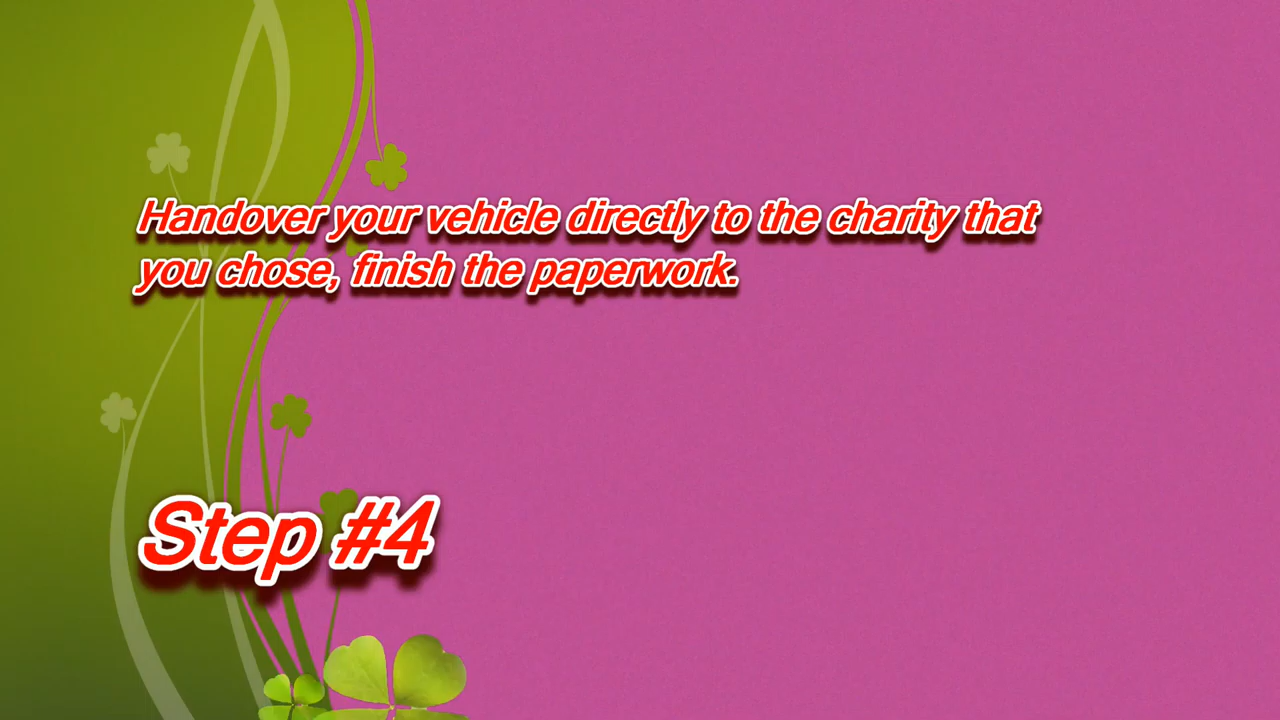 Handover your vehicle directly to the charity that
you chose, finish the paperwork.
Step #4